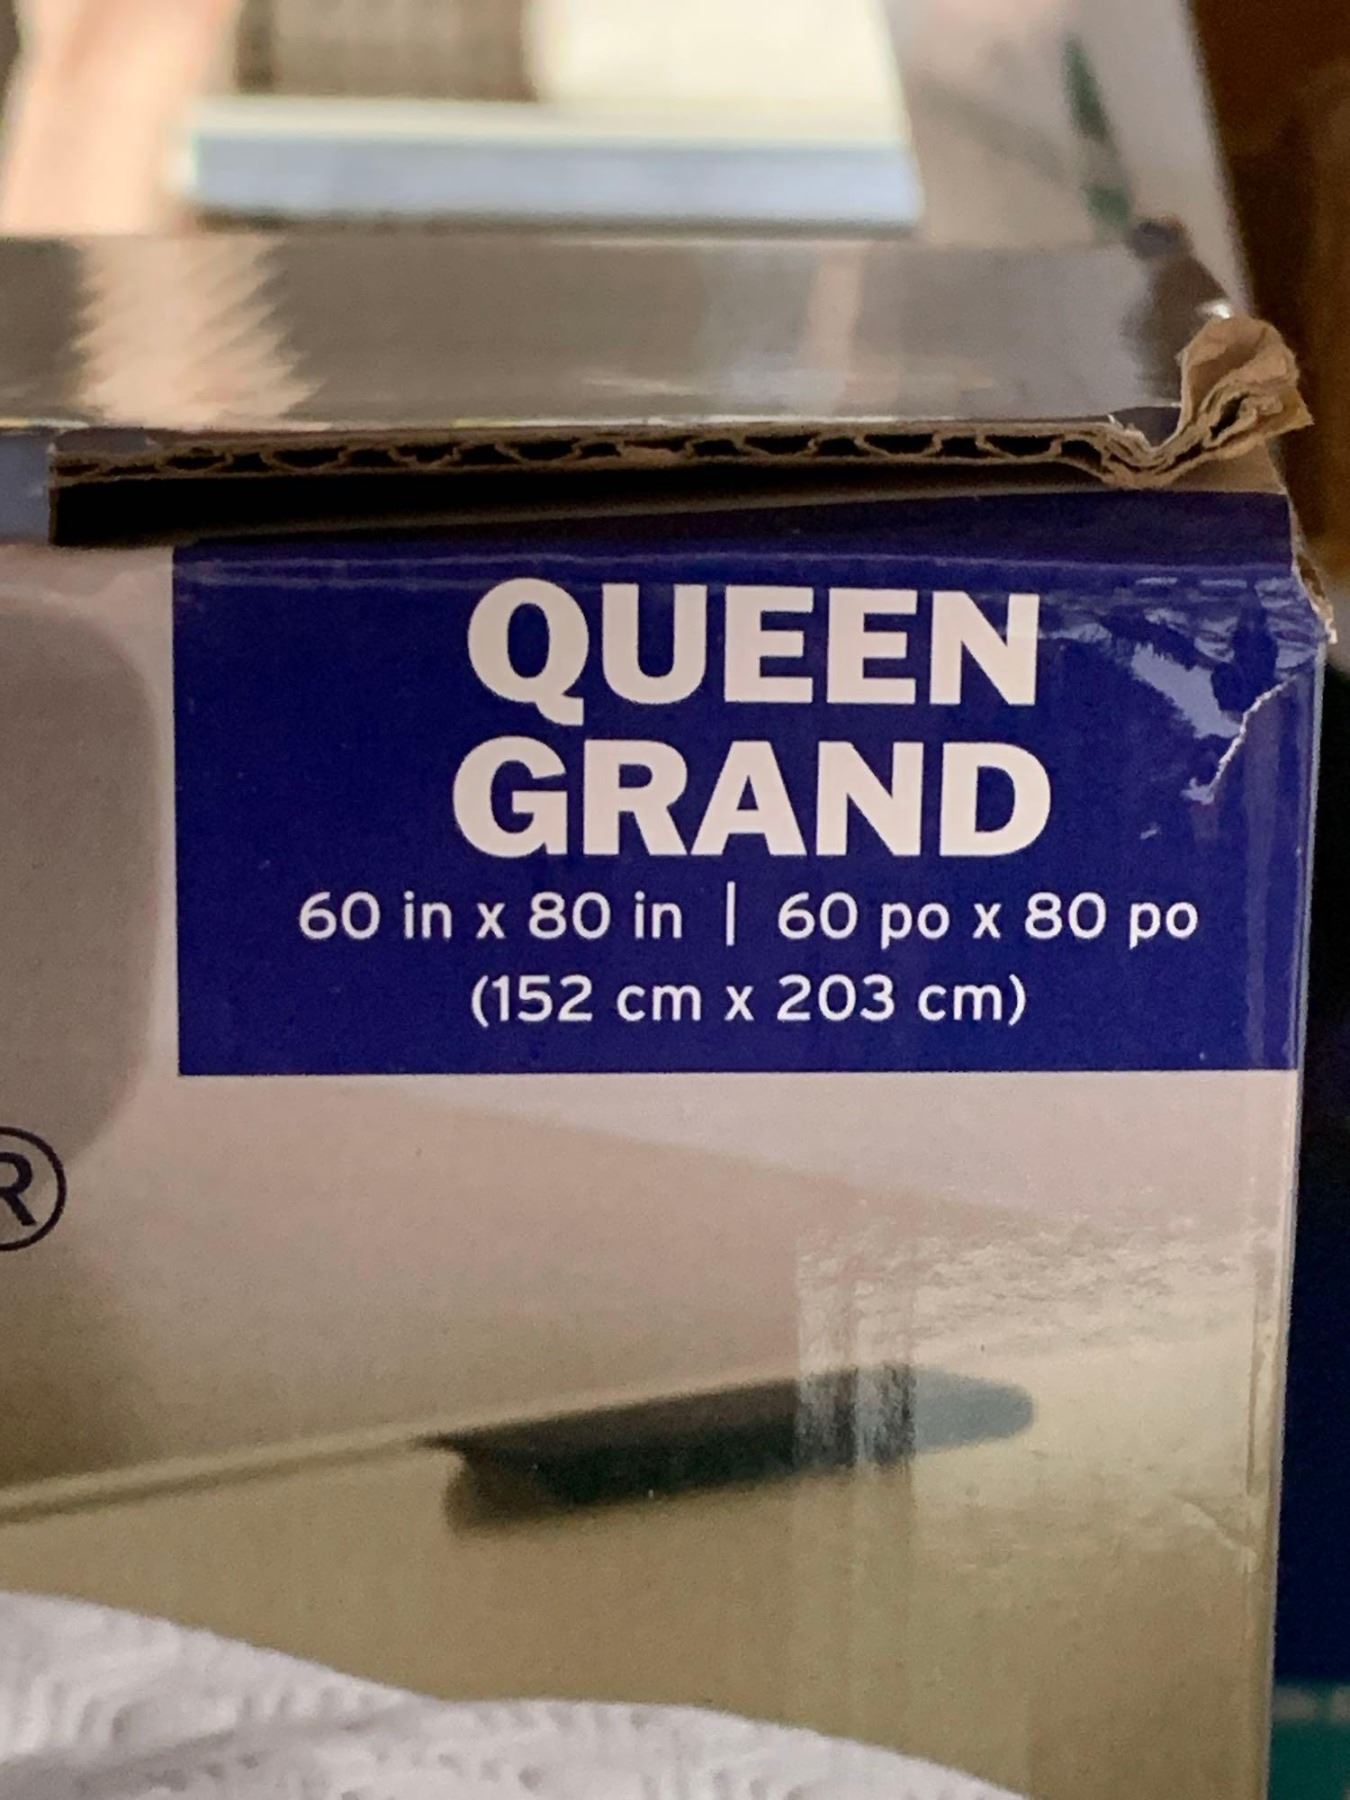 QUEEN
GRAND
60 in x 80 in | 60 po x 80 po
(152 cm x 203 cm)
®